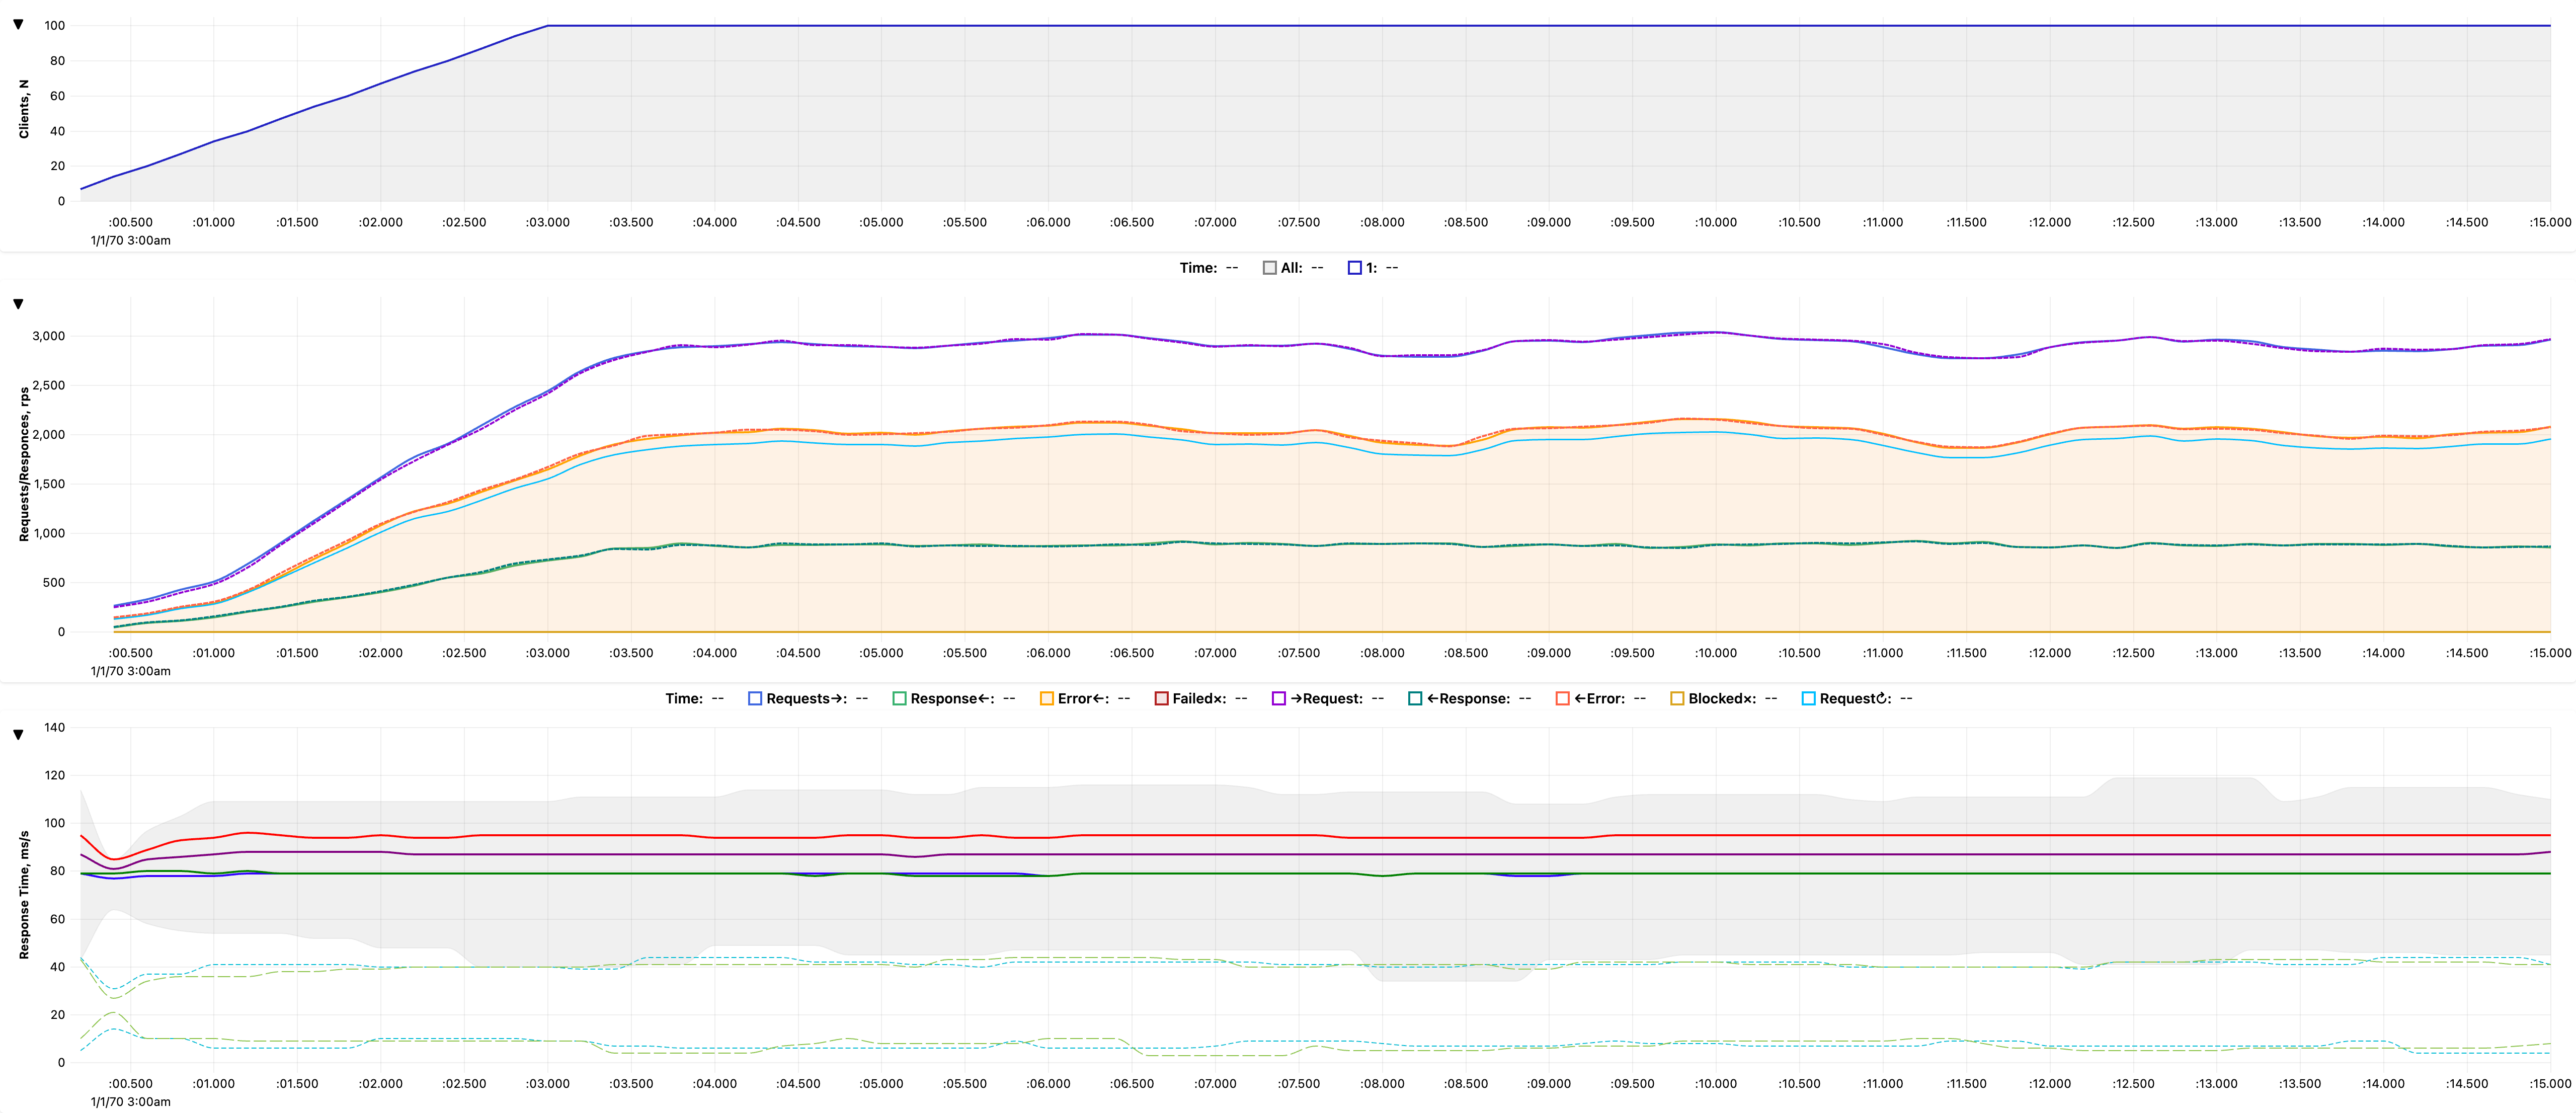 ▼
Clients, N
100
80
60
40
20
0
:00.500 :01.000 :01.500 :02.000 :02.500 :03.000 :03.500 :04.000 :04.500 :05.000 :05.500 :06.000 :06.500 :07.000 :07.500 :08.000 :08.500 :09.000 :09.500 :10.000 :10.500 :11.000 :11.500 :12.000 :12.500 :13.000 :13.500 :14.000 :14.500 :15.000
1/1/70 3:00am
Time: -- All: -- 1: --
▼
Requests/Responces, rps
3,000
2,500
2,000
1,500
1,000
500
0
:00.500 :01.000 :01.500 :02.000 :02.500 :03.000 :03.500 :04.000 :04.500 :05.000 :05.500 :06.000 :06.500 :07.000 :07.500 :08.000 :08.500 :09.000 :09.500 :10.000 :10.500 :11.000 :11.500 :12.000 :12.500 :13.000 :13.500 :14.000 :14.500 :15.000
1/1/70 3:00am
Time: -- Requests→: -- Response←: -- Error←: -- Failed×: -- →Request: -- ←Response: -- ←Error: -- Blocked×: -- Request↻: --
▼
Response Time, ms/s
140
120
100
80
60
40
20
0
:00.500 :01.000 :01.500 :02.000 :02.500 :03.000 :03.500 :04.000 :04.500 :05.000 :05.500 :06.000 :06.500 :07.000 :07.500 :08.000 :08.500 :09.000 :09.500 :10.000 :10.500 :11.000 :11.500 :12.000 :12.500 :13.000 :13.500 :14.000 :14.500 :15.000
1/1/70 3:00am